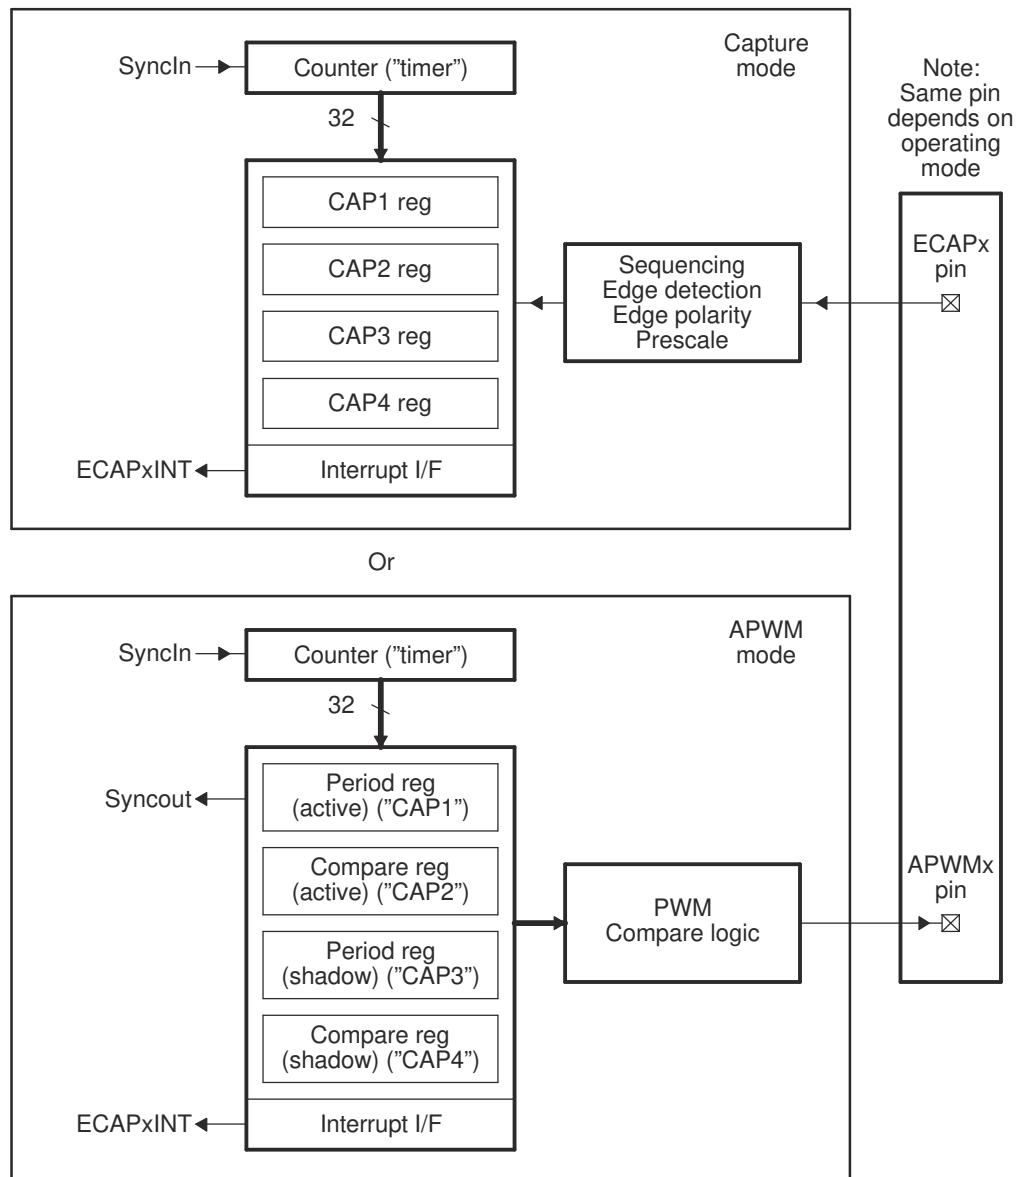 Capture
mode
SyncIn
Counter ("timer")
32
CAP1 reg
CAP2 reg
CAP3 reg
CAP4 reg
Interrupt I/F
ECAPxINT
Sequencing
Edge detection
Edge polarity
Prescale
Note:
Same pin
depends on
operating
mode
ECAPx
pin
Or
APWM
mode
SyncIn
Counter (”timer”)
32
Syncout
Period reg
(active) (”CAP1”)
Compare reg
(active) (”CAP2”)
Period reg
(shadow) (”CAP3”)
Compare reg
(shadow) (”CAP4”)
Interrupt I/F
ECAPxINT
PWM
Compare logic
APWMx
pin